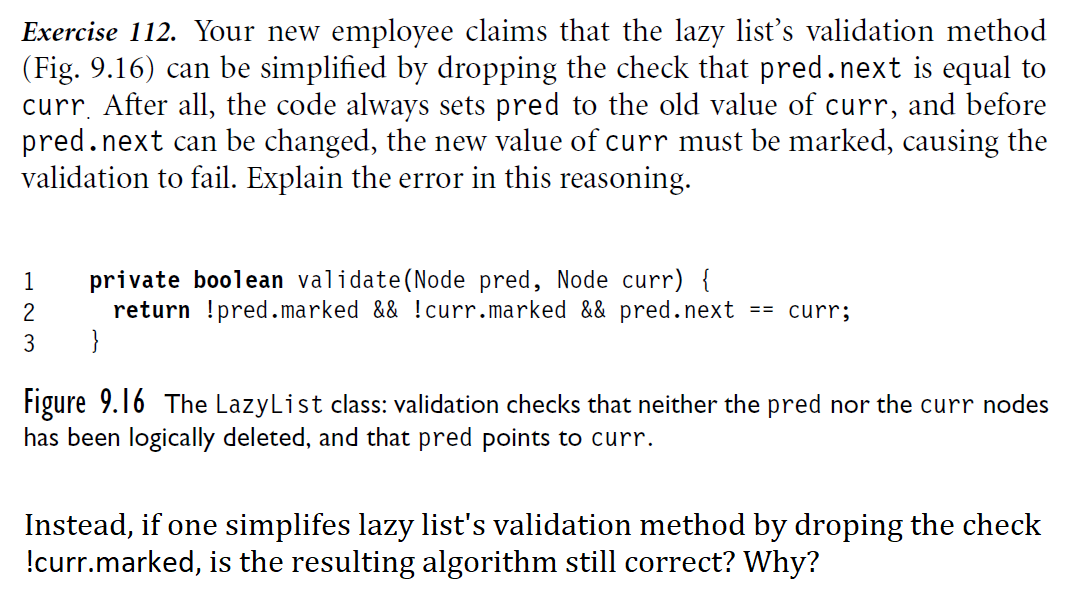 Exercise 112. Your new employee claims that the lazy list's validation method
(Fig. 9.16) can be simplified by dropping the check that pred.next is equal to
curr. After all, the code always sets pred to the old value of curr, and before
pred.next can be changed, the new value of curr must be marked, causing the
validation to fail. Explain the error in this reasoning.
1 private boolean validate(Node pred, Node curr) {
2 return !pred.marked && !curr.marked && pred.next == curr;
3 }
Figure 9.16 The LazyList class: validation checks that neither the pred nor the curr nodes
has been logically deleted, and that pred points to curr.
Instead, if one simplifes lazy list's validation method by droping the check
!curr.marked, is the resulting algorithm still correct? Why?